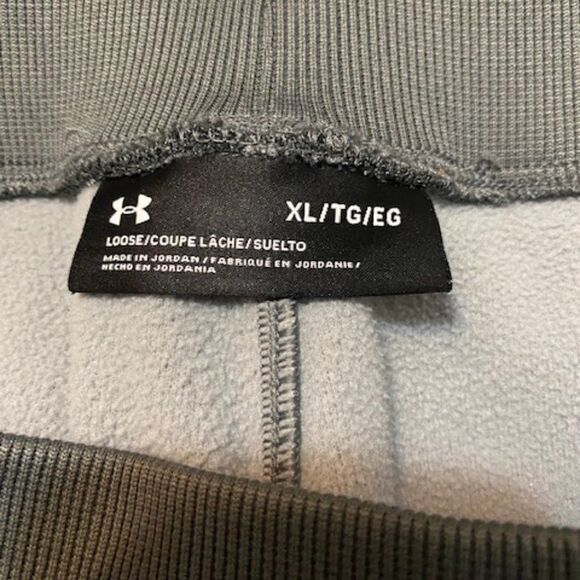 XL/TG/EG
LOOSE/COUPE LÂCHE/SUELTO
MADE IN JORDAN / FABRIQUÉ EN JORDANIE /
HECHO EN JORDANIA